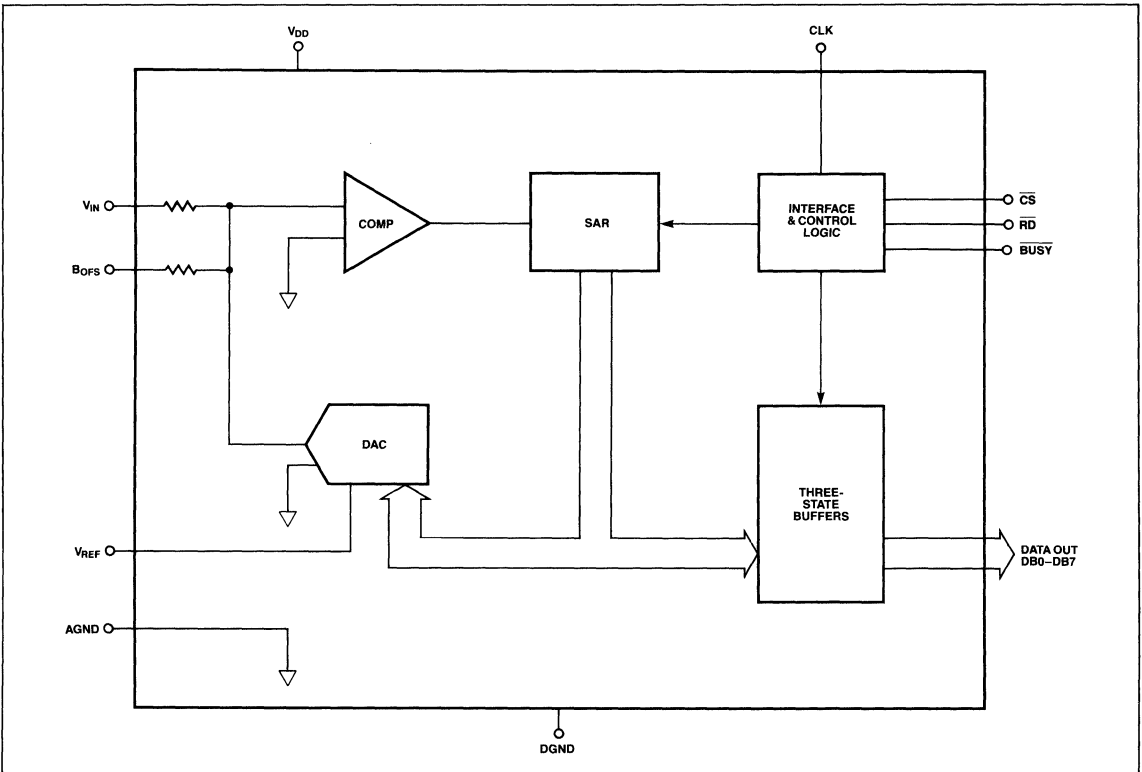 VDD
CLK
VIN
COMP
SAR
INTERFACE
& CONTROL
LOGIC
CS
RD
BUSY
BOFS
DAC
THREE-
STATE
BUFFERS
VREF
DATA OUT
DB0–DB7
AGND
DGND